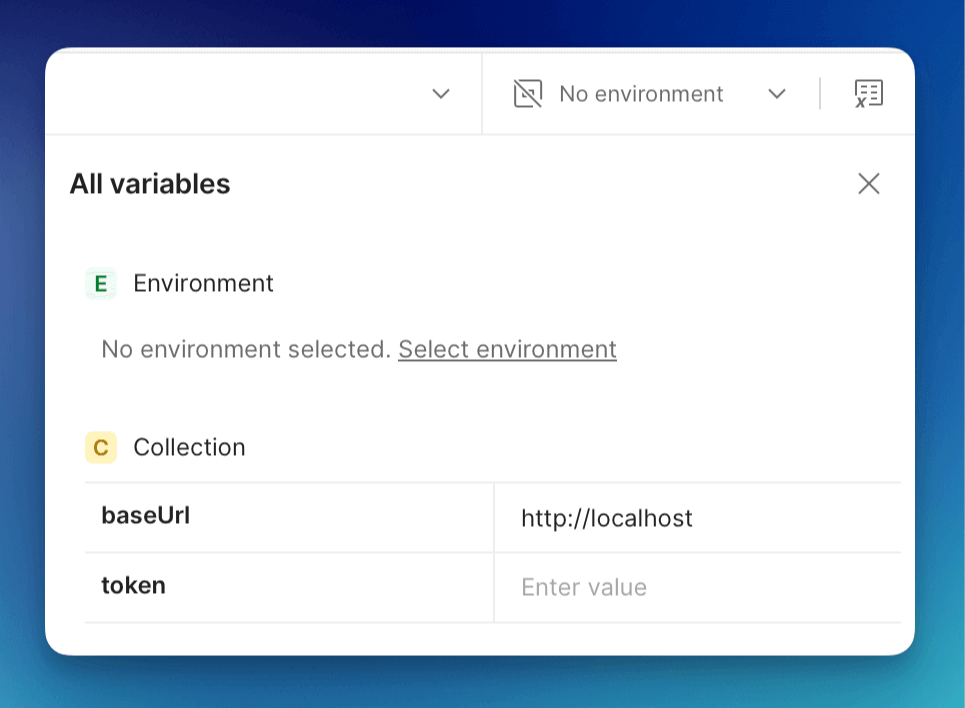 No environment
All variables
E Environment
No environment selected. Select environment
C Collection
baseUrl http://localhost
token Enter value